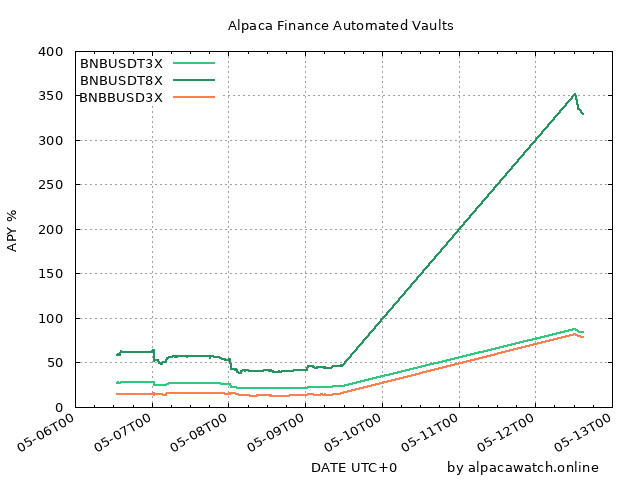 Alpaca Finance Automated Vaults
400
350
300
250
200
150
100
50
0
APY %
BNBUSDT3X
BNBUSDT8X
BNBBUSD3X
05-06T00
05-07T00
05-08T00
05-09T00
05-10T00
05-11T00
05-12T00
05-13T00
DATE UTC+0
by alpacawatch.online